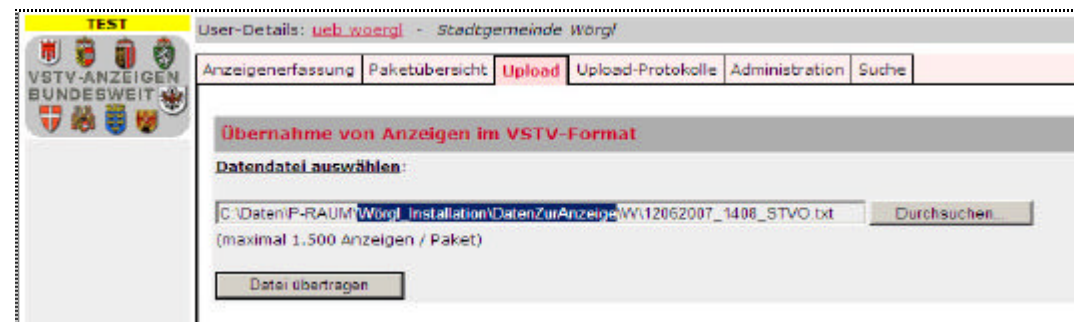 TEST
VSTV-ANZEIGEN
BUNDESWEIT
User-Details: ueb_woergl - Stadtgemeinde Wörgl
Anzeigenerfassung Paketübersicht Upload Upload-Protokolle Administration Suche
Übernahme von Anzeigen im VSTV-Format
Datendatei auswählen:
C:\Daten\P-RAUM\Wörgl_Installation\DatenZurAnzeige\VV\12062007_1408_STVO.txt Durchsuchen...
(maximal 1.500 Anzeigen / Paket)
Datei übertragen